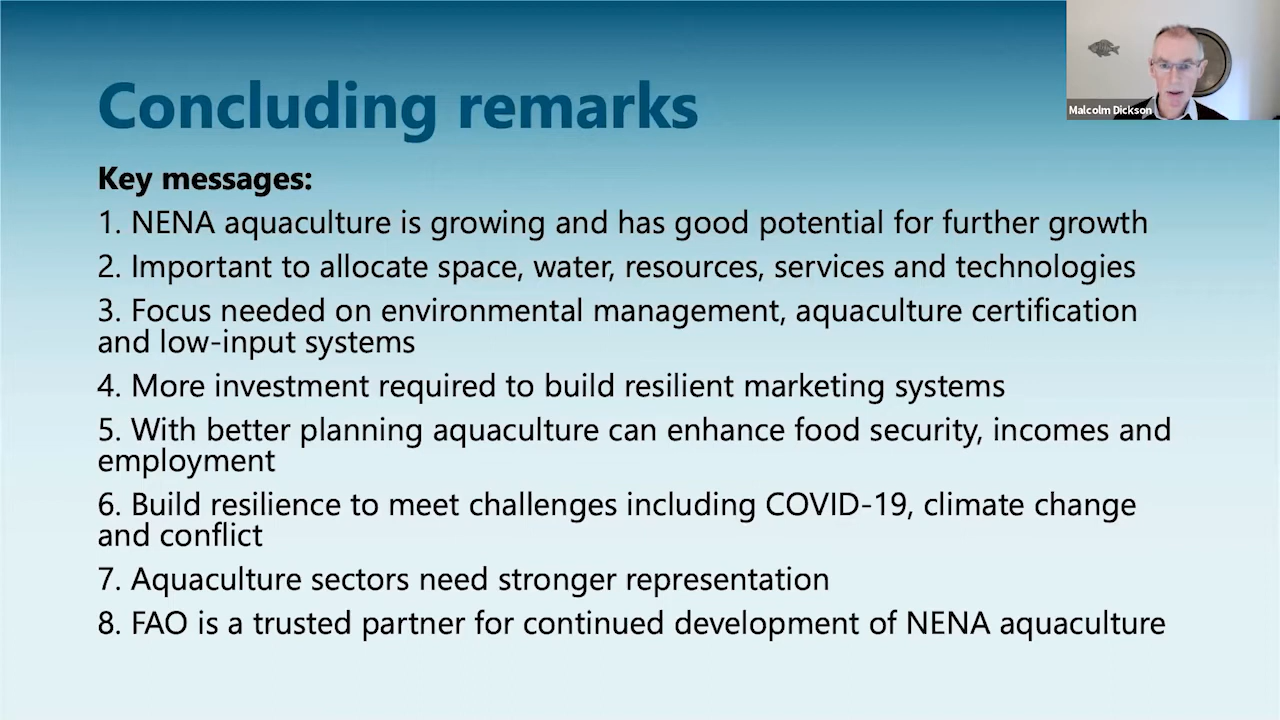 Concluding remarks
Malcolm Dickson
Key messages:
1. NENA aquaculture is growing and has good potential for further growth
2. Important to allocate space, water, resources, services and technologies
3. Focus needed on environmental management, aquaculture certification
and low-input systems
4. More investment required to build resilient marketing systems
5. With better planning aquaculture can enhance food security, incomes and
employment
6. Build resilience to meet challenges including COVID-19, climate change
and conflict
7. Aquaculture sectors need stronger representation
8. FAO is a trusted partner for continued development of NENA aquaculture